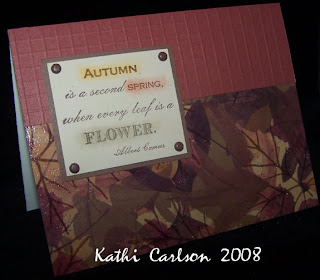 AUTUMN
is a second SPRING,
when every leaf is a
FLOWER.
Albert Camus
Kathi Carlson 2008